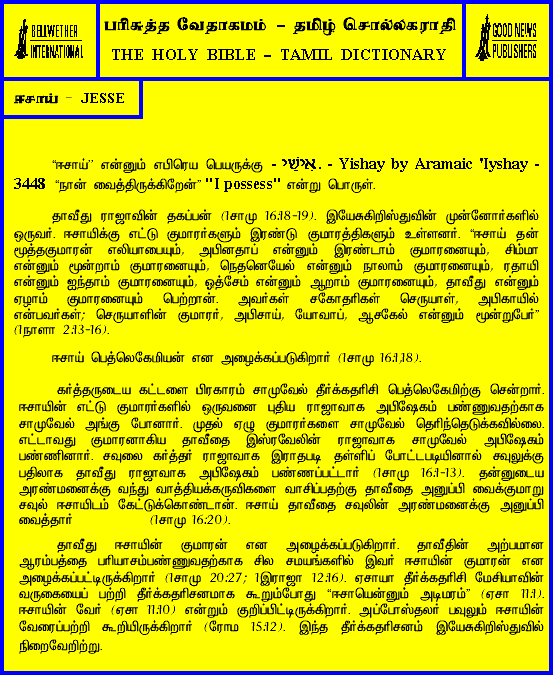 BELLWETHER
INTERNATIONAL
பரிசுத்த வேதாகமம் – தமிழ் சொல்லகராதி
THE HOLY BIBLE – TAMIL DICTIONARY
GOOD NEWS
PUBLISHERS
ஈசாய் – JESSE
“ஈசாய்” என்னும் எபிரெய பெயருக்கு - אִישַׁי . - Yishay by Aramaic 'Iyshay -
3448 “நான் வைத்திருக்கிறேன்” "I possess" என்று பொருள்.
தாவீது ராஜாவின் தகப்பன் (1சாமு 16:18-19). இயேசுகிறிஸ்துவின் முன்னோர்களில்
ஒருவர். ஈசாயிக்கு எட்டு குமாரர்களும் இரண்டு குமாரத்திகளும் உள்ளனர். “ஈசாய் தன்
மூத்தகுமாரன் எலியாபையும், அபினதாப் என்னும் இரண்டாம் குமாரனையும், சிம்மா
என்னும் மூன்றாம் குமாரனையும், நெதனெயேல் என்னும் நாலாம் குமாரனையும், ரதாயி
என்னும் ஐந்தாம் குமாரனையும், ஒத்சேம் என்னும் ஆறாம் குமாரனையும், தாவீது என்னும்
ஏழாம் குமாரனையும் பெற்றான். அவர்கள் சகோதரிகள் செருயாள், அபிகாயில்
என்பவர்கள்; செருயாளின் குமாரர், அபிசாய், யோவாப், ஆசகேல் என்னும் மூன்றுபேர்”
(1நாளா 2:13-16).
ஈசாய் பெத்லெகேமியன் என அழைக்கப்படுகிறார் (1சாமு 16:1,18).
கர்த்தருடைய கட்டளை பிரகாரம் சாமுவேல் தீர்க்கதரிசி பெத்லெகேமிற்கு சென்றார்.
ஈசாயின் எட்டு குமாரர்களில் ஒருவனை புதிய ராஜாவாக அபிஷேகம் பண்ணுவதற்காக
சாமுவேல் அங்கு போனார். முதல் ஏழு குமாரர்களை சாமுவேல் தெரிந்தெடுக்கவில்லை.
எட்டாவது குமாரனாகிய தாவீதை இஸ்ரவேலின் ராஜாவாக சாமுவேல் அபிஷேகம்
பண்ணினார். சவுலை கர்த்தர் ராஜாவாக இராதபடி தள்ளிப் போட்டபடியினால் சவுலுக்கு
பதிலாக தாவீது ராஜாவாக அபிஷேகம் பண்ணப்பட்டார் (1சாமு 16:1-13). தன்னுடைய
அரண்மனைக்கு வந்து வாத்தியக்கருவிகளை வாசிப்பதற்கு தாவீதை அனுப்பி வைக்குமாறு
சவுல் ஈசாயிடம் கேட்டுக்கொண்டான். ஈசாய் தாவீதை சவுலின் அரண்மனைக்கு அனுப்பி
வைத்தார் (1சாமு 16:20).
தாவீது ஈசாயின் குமாரன் என அழைக்கப்படுகிறார். தாவீதின் அற்பமான
ஆரம்பத்தை பரியாசம்பண்ணுவதற்காக சில சமயங்களில் இவர் ஈசாயின் குமாரன் என
அழைக்கப்பட்டிருக்கிறார் (1சாமு 20:27; 1இராஜா 12:16). ஏசாயா தீர்க்கதரிசி மேசியாவின்
வருகையைப் பற்றி தீர்க்கதரிசனமாக கூறும்போது “ஈசாயென்னும் அடிமரம்” (ஏசா 11:1).
ஈசாயின் வேர் (ஏசா 11:10) என்றும் குறிப்பிட்டிருக்கிறார். அப்போஸ்தலர் பவுலும் ஈசாயின்
வேரைப்பற்றி கூறியிருக்கிறார் (ரோம 15:12). இந்த தீர்க்கதரிசனம் இயேசுகிறிஸ்துவில்
நிறைவேறிற்று.